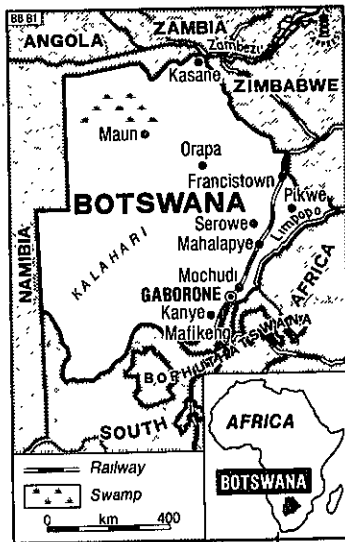 BB 81
ANGOLA
ZAMBIA
Zambezi
Kasane
ZIMBABWE
Maun
Orapa
Francistown
BOTSWANA
Pikwe
Limpopo
Serowe
Mahalapye
NAMIBIA
KALAHARI
Mochudi
GABORONE
Kanye
Mafikeng
BOPHUTHATSWANA
SOUTH
AFRICA
Railway
Swamp
0 km 400
AFRICA
BOTSWANA